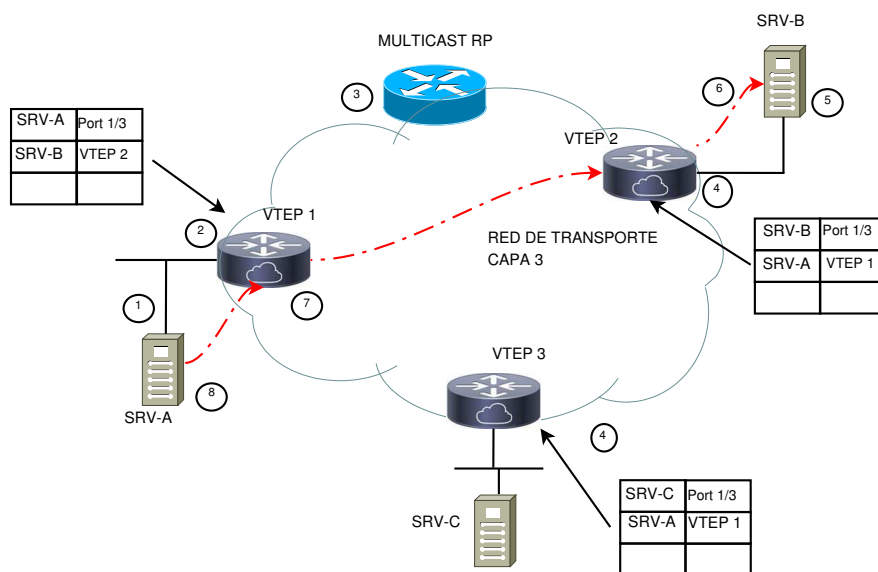 SRV-B
MULTICAST RP
3
6
5
SRV-A Port 1/3
SRV-B VTEP 2
VTEP 2
4
VTEP 1
2
RED DE TRANSPORTE
CAPA 3
SRV-B Port 1/3
SRV-A VTEP 1
1
7
VTEP 3
8
SRV-A
4
SRV-C Port 1/3
SRV-A VTEP 1
SRV-C